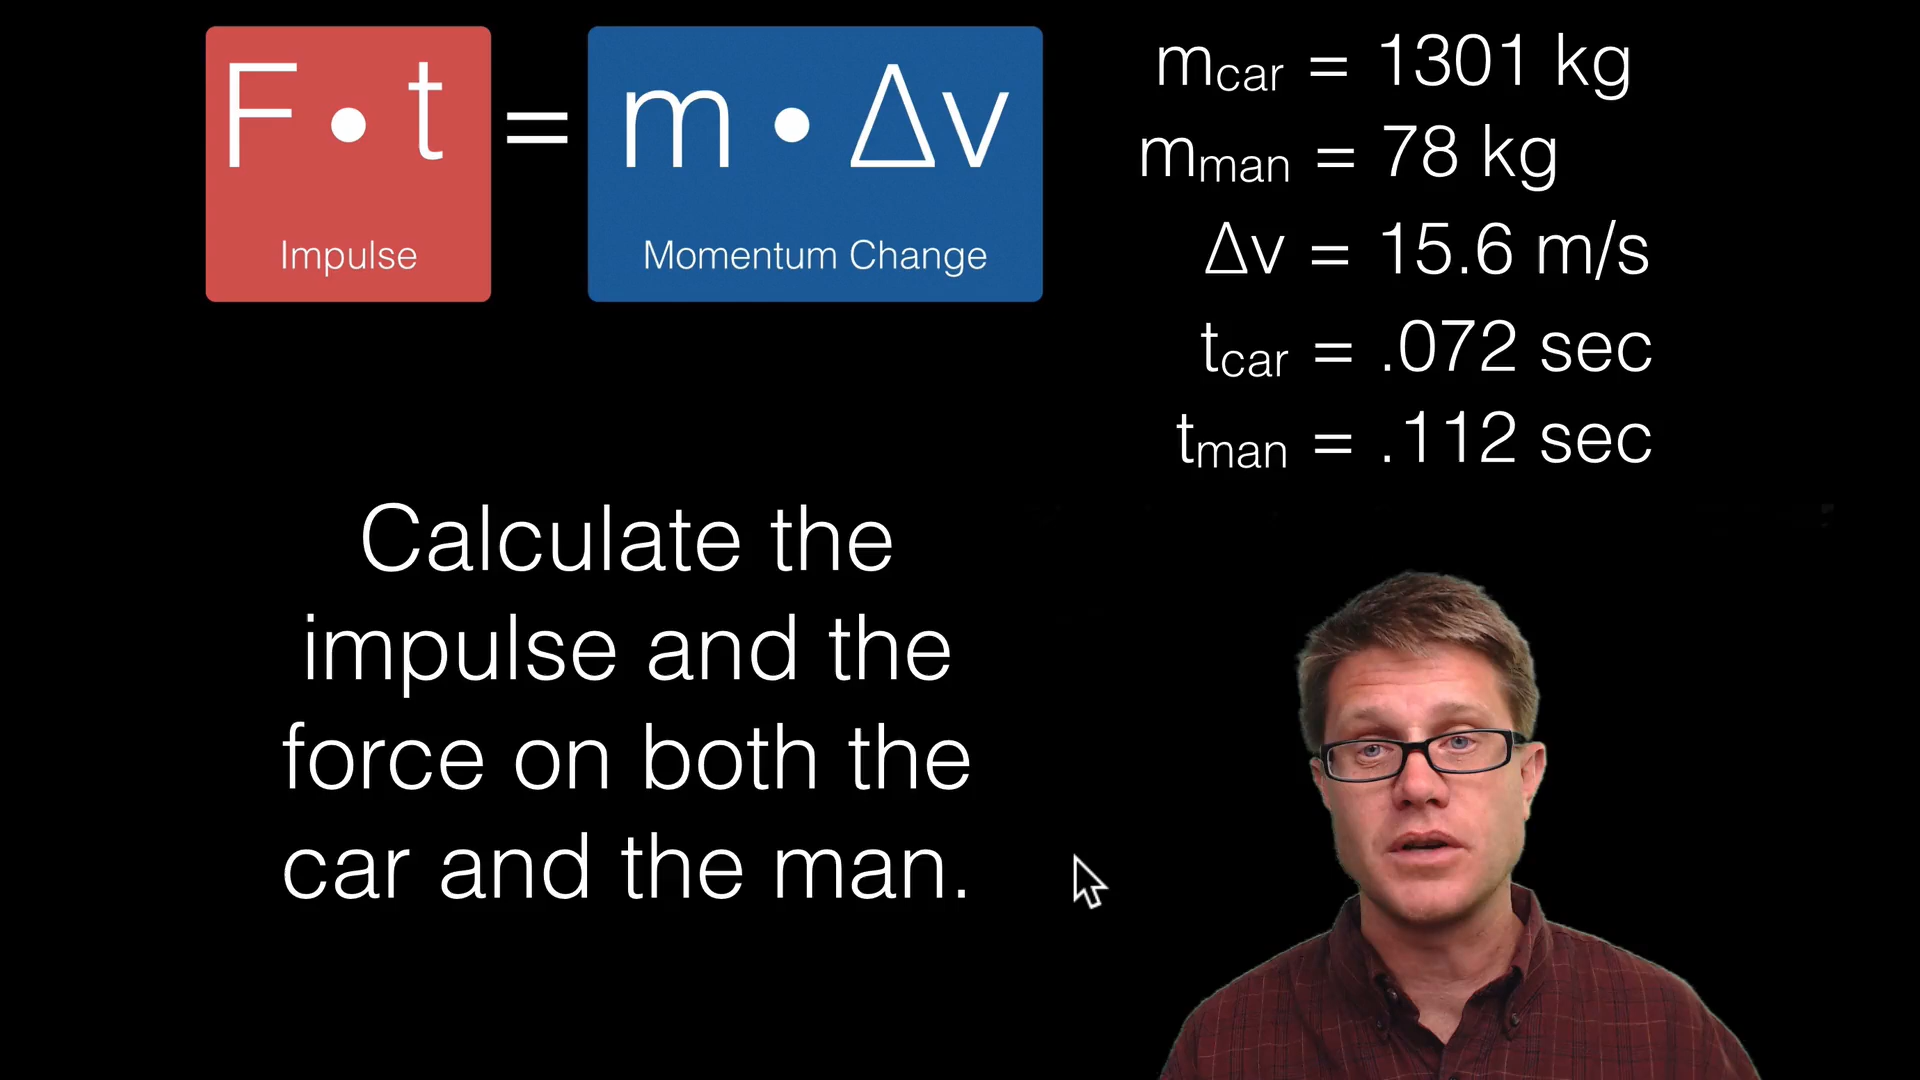 F • t = m • Δv
Impulse
Momentum Change
mcar = 1301 kg
mman = 78 kg
Δv = 15.6 m/s
tcar = .072 sec
tman = .112 sec
Calculate the
impulse and the
force on both the
car and the man.